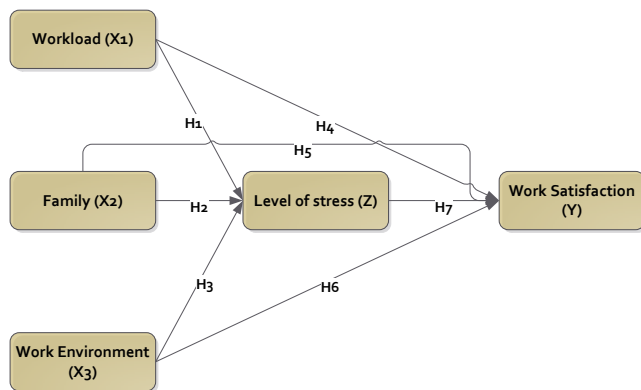 Workload (X1)
H1
H4
H5
Family (X2)
H2
Level of stress (Z)
H7
Work Satisfaction
(Y)
H3
H6
Work Environment
(X3)